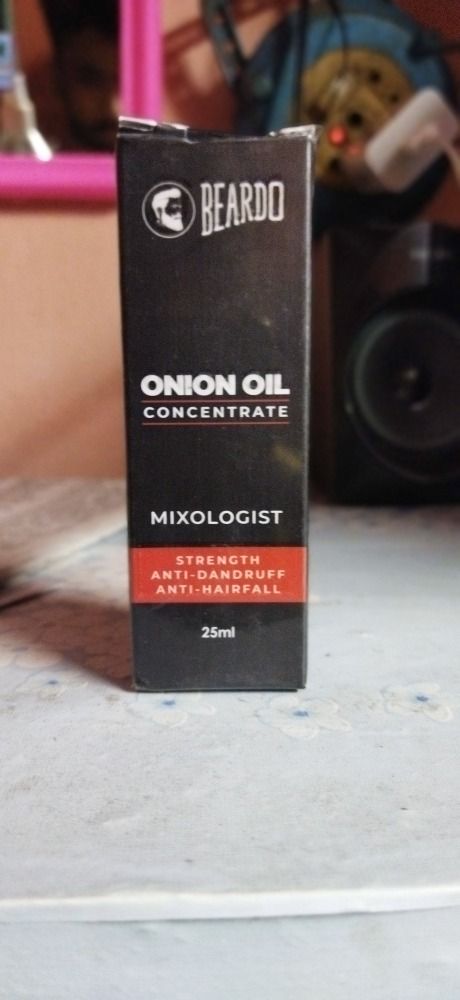 BEARDO
ONION OIL
CONCENTRATE
MIXOLOGIST
STRENGTH
ANTI-DANDRUFF
ANTI-HAIRFALL
25ml